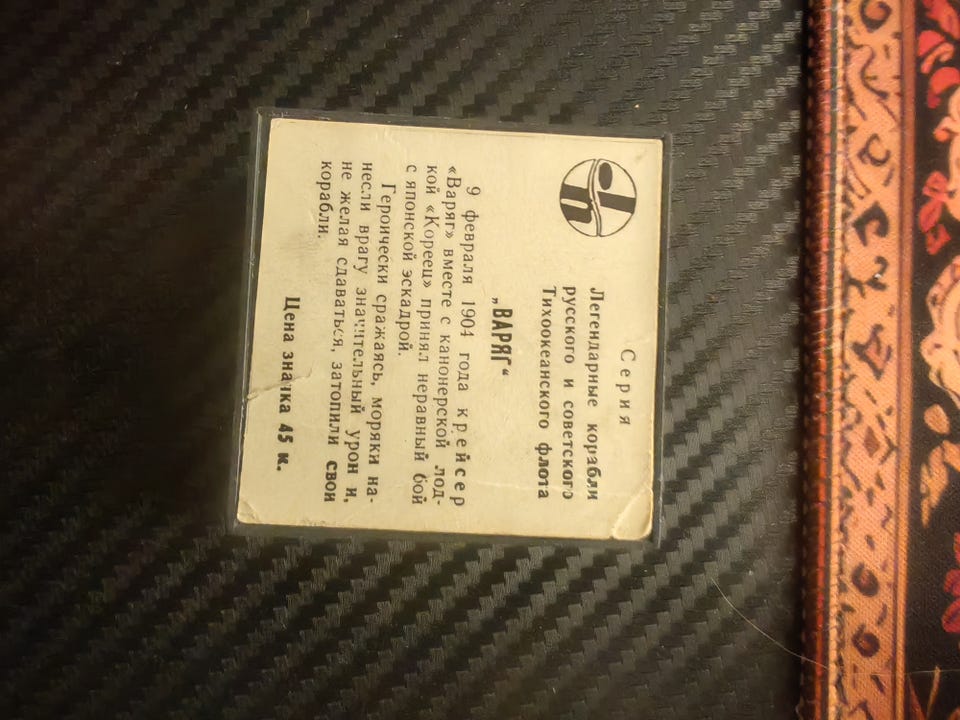 Серия
Легендарные корабли
русского и советского
Тихоокеанского флота
„ВАРЯГ“
9 февраля 1904 года крейсер
«Варяг» вместе с канонерской лод-
кой «Кореец» принял неравный бой
с японской эскадрой.
Героически сражаясь, моряки на-
несли врагу значительный урон и,
не желая сдаваться, затопили свои
корабли.
Цена значка 45 к.